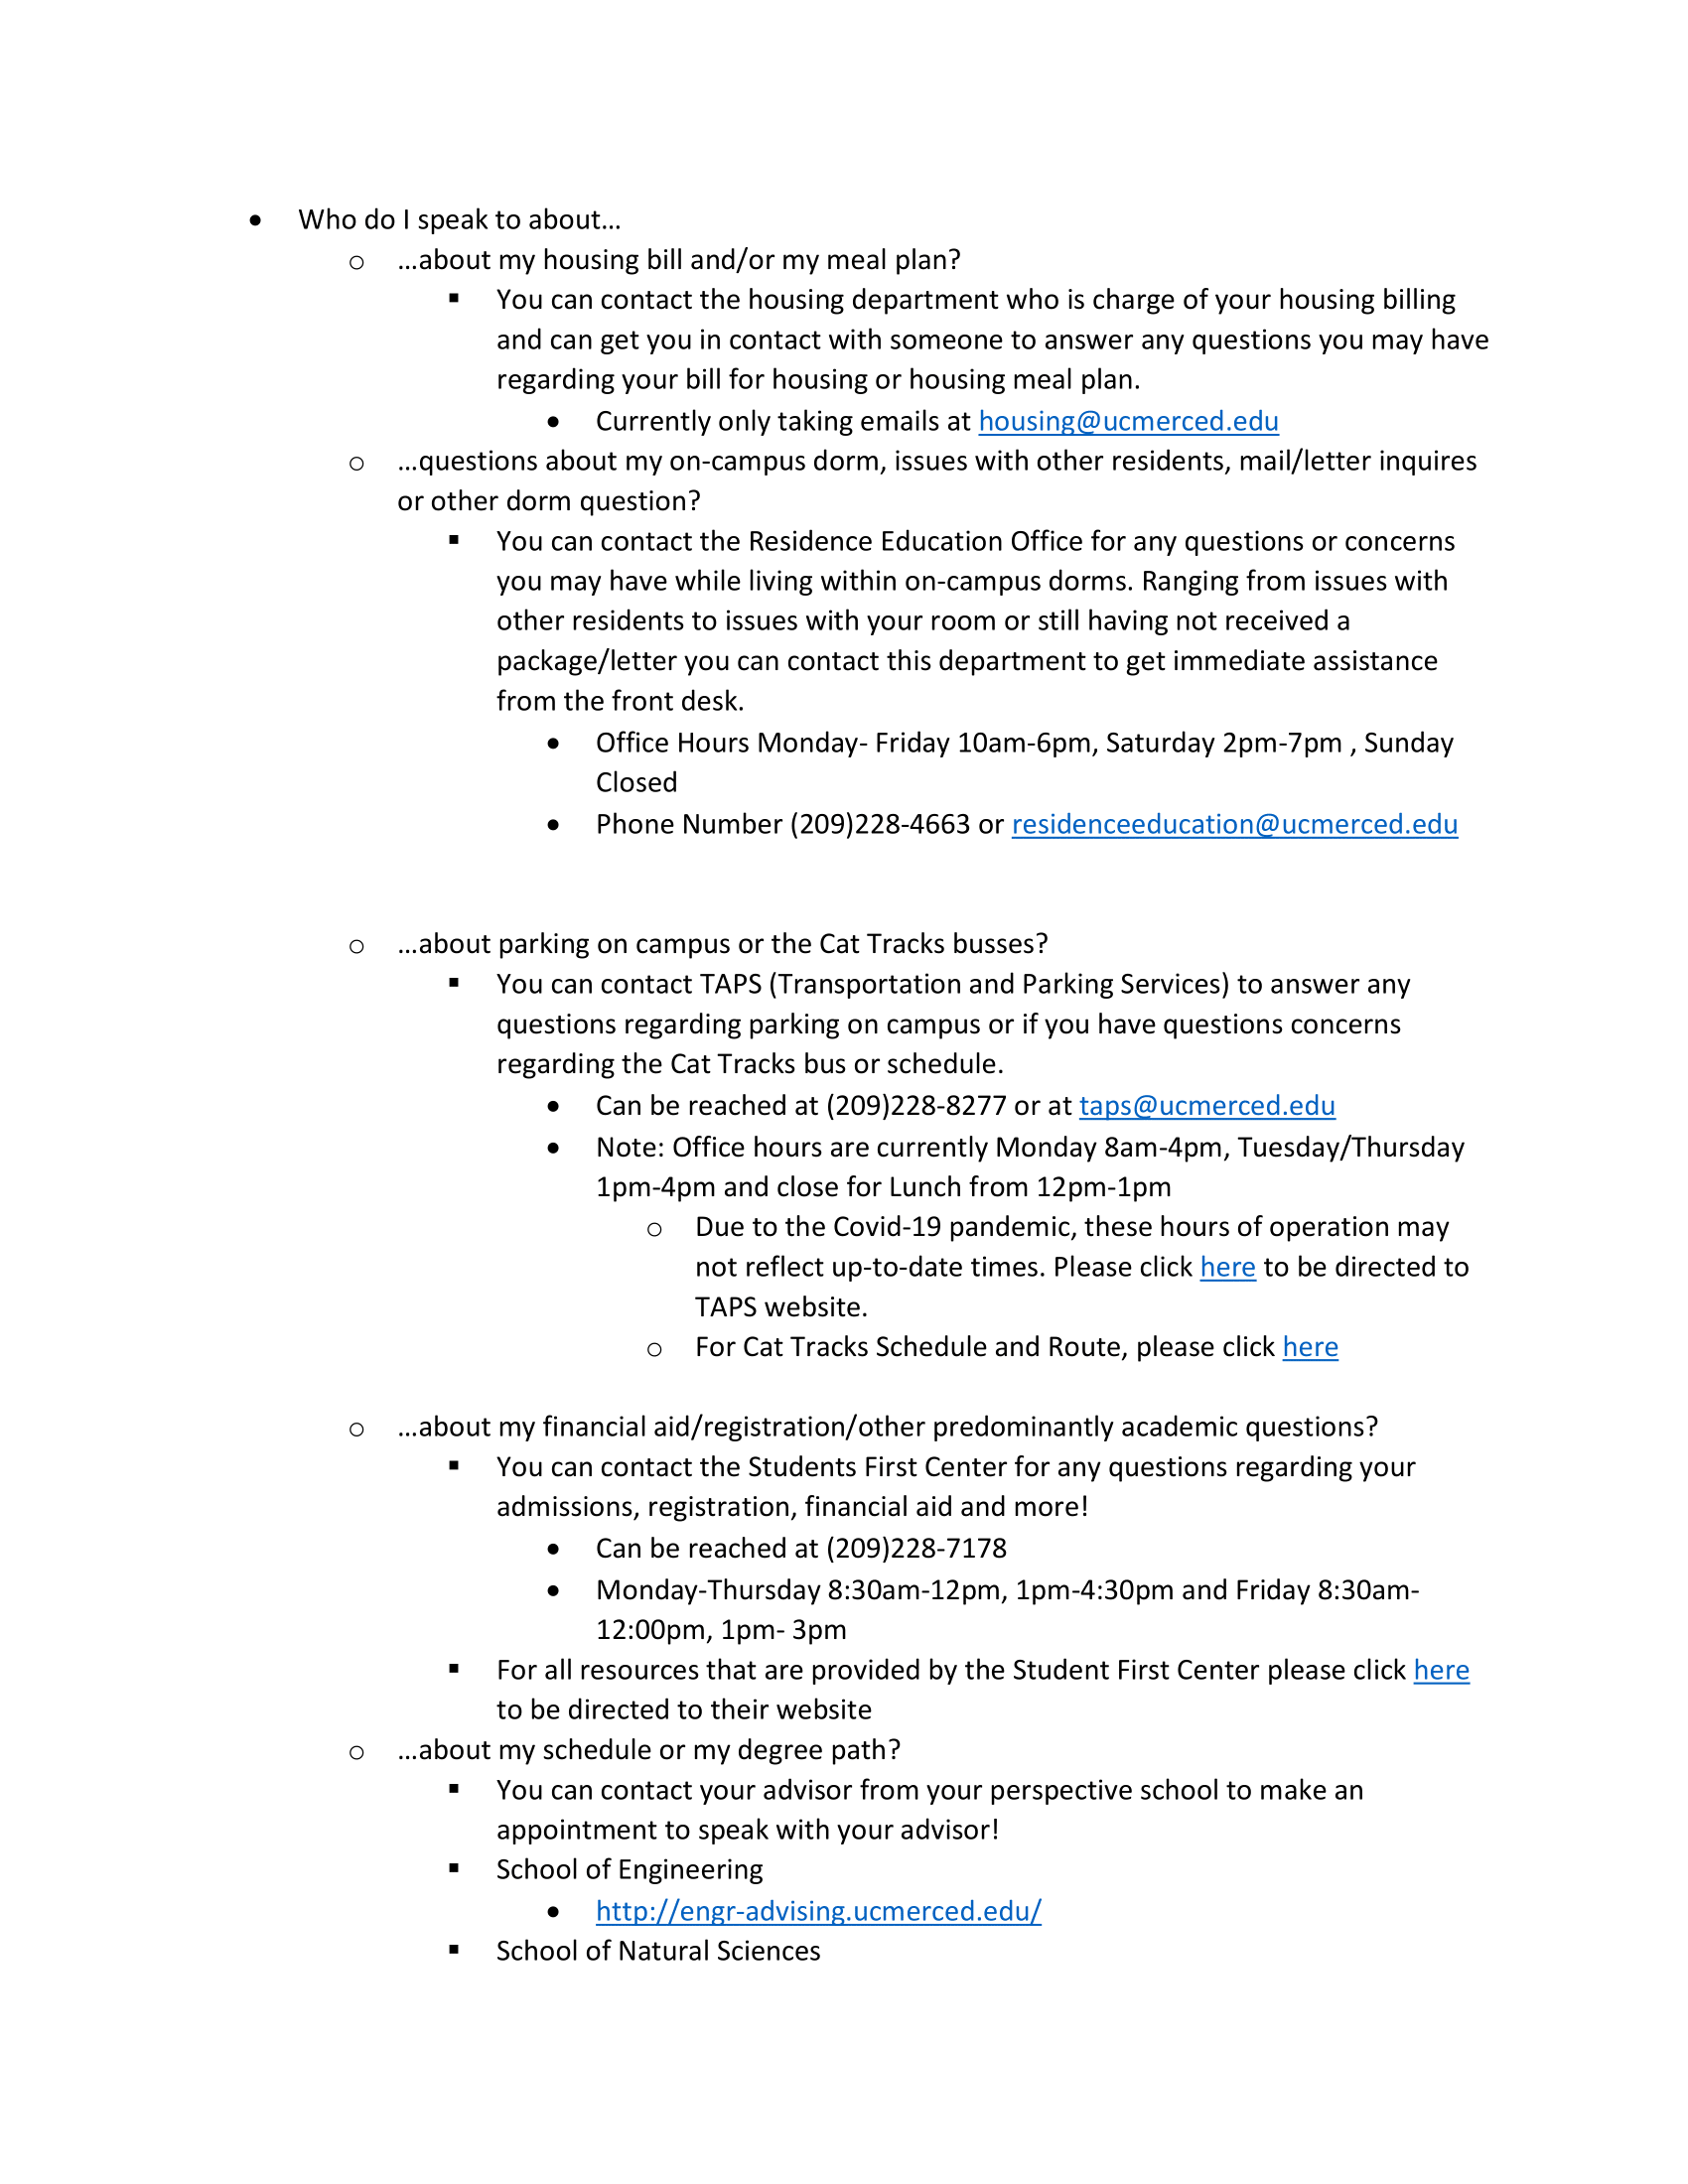 • Who do I speak to about…
o …about my housing bill and/or my meal plan?
▪ You can contact the housing department who is charge of your housing billing
and can get you in contact with someone to answer any questions you may have
regarding your bill for housing or housing meal plan.
• Currently only taking emails at housing@ucmerced.edu
o …questions about my on-campus dorm, issues with other residents, mail/letter inquires
or other dorm question?
▪ You can contact the Residence Education Office for any questions or concerns
you may have while living within on-campus dorms. Ranging from issues with
other residents to issues with your room or still having not received a
package/letter you can contact this department to get immediate assistance
from the front desk.
• Office Hours Monday- Friday 10am-6pm, Saturday 2pm-7pm , Sunday
Closed
• Phone Number (209)228-4663 or residenceeducation@ucmerced.edu
o …about parking on campus or the Cat Tracks busses?
▪ You can contact TAPS (Transportation and Parking Services) to answer any
questions regarding parking on campus or if you have questions concerns
regarding the Cat Tracks bus or schedule.
• Can be reached at (209)228-8277 or at taps@ucmerced.edu
• Note: Office hours are currently Monday 8am-4pm, Tuesday/Thursday
1pm-4pm and close for Lunch from 12pm-1pm
o Due to the Covid-19 pandemic, these hours of operation may
not reflect up-to-date times. Please click here to be directed to
TAPS website.
o For Cat Tracks Schedule and Route, please click here
o …about my financial aid/registration/other predominantly academic questions?
▪ You can contact the Students First Center for any questions regarding your
admissions, registration, financial aid and more!
• Can be reached at (209)228-7178
• Monday-Thursday 8:30am-12pm, 1pm-4:30pm and Friday 8:30am-
12:00pm, 1pm- 3pm
▪ For all resources that are provided by the Student First Center please click here
to be directed to their website
o …about my schedule or my degree path?
▪ You can contact your advisor from your perspective school to make an
appointment to speak with your advisor!
▪ School of Engineering
• http://engr-advising.ucmerced.edu/
▪ School of Natural Sciences